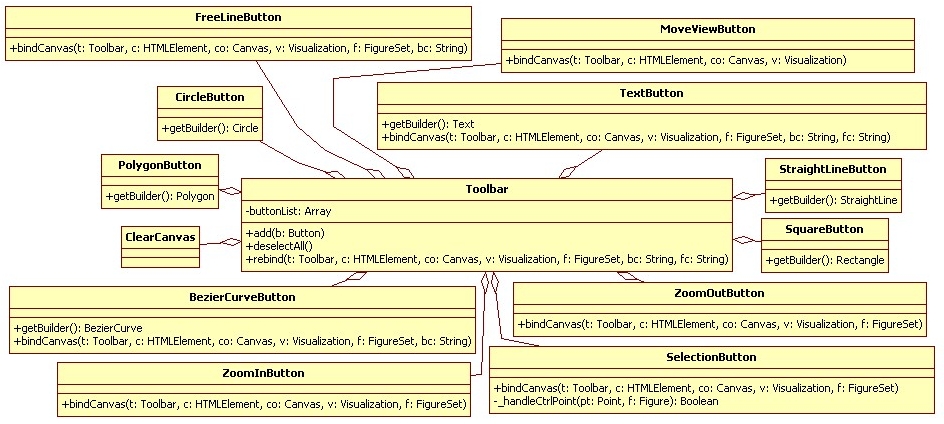 FreeLineButton
+bindCanvas(t: Toolbar, c: HTMLElement, co: Canvas, v: Visualization, f: FigureSet, bc: String)
MoveViewButton
+bindCanvas(t: Toolbar, c: HTMLElement, co: Canvas, v: Visualization)
CircleButton
+getBuilder(): Circle
TextButton
+getBuilder(): Text
+bindCanvas(t: Toolbar, c: HTMLElement, co: Canvas, v: Visualization, f: FigureSet, bc: String, fc: String)
PolygonButton
+getBuilder(): Polygon
Toolbar
-buttonList: Array
+add(b: Button)
+deselectAll()
+rebind(t: Toolbar, c: HTMLElement, co: Canvas, v: Visualization, f: FigureSet, bc: String, fc: String)
StraightLineButton
+getBuilder(): StraightLine
ClearCanvas
SquareButton
+getBuilder(): Rectangle
BezierCurveButton
+getBuilder(): BezierCurve
+bindCanvas(t: Toolbar, c: HTMLElement, co: Canvas, v: Visualization, f: FigureSet, bc: String)
ZoomOutButton
+bindCanvas(t: Toolbar, c: HTMLElement, co: Canvas, v: Visualization, f: FigureSet)
ZoomInButton
+bindCanvas(t: Toolbar, c: HTMLElement, co: Canvas, v: Visualization, f: FigureSet)
SelectionButton
+bindCanvas(t: Toolbar, c: HTMLElement, co: Canvas, v: Visualization, f: FigureSet)
-_handleCtrlPoint(pt: Point, f: Figure): Boolean